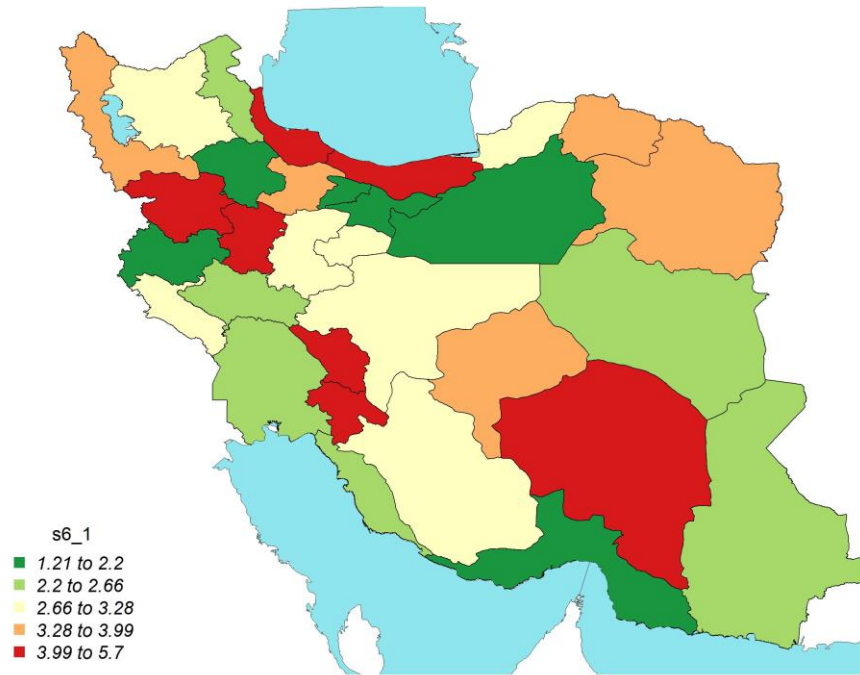 s6_1
1.21 to 2.2
2.2 to 2.66
2.66 to 3.28
3.28 to 3.99
3.99 to 5.7